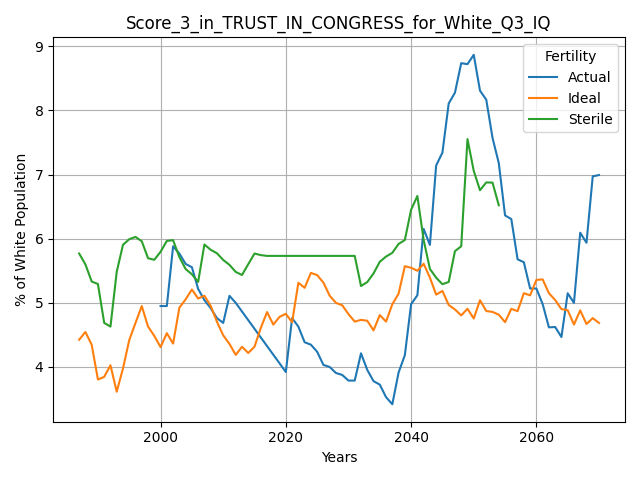 Score_3_in_TRUST_IN_CONGRESS_for_White_Q3_IQ
% of White Population
9
8
7
6
5
4
Fertility
Actual
Ideal
Sterile
2000 2020 2040 2060
Years